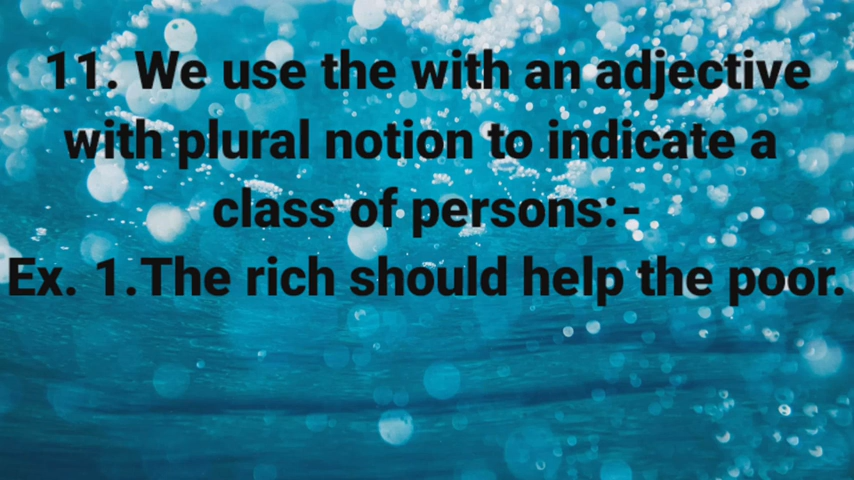 11. We use the with an adjective
with plural notion to indicate a
class of persons:-
Ex. 1.The rich should help the poor.